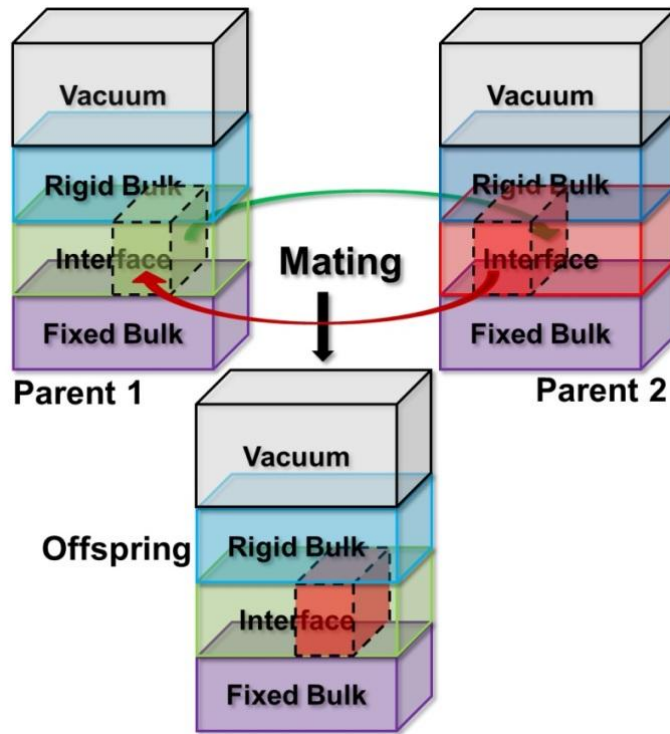 Vacuum
Rigid Bulk
Interface
Fixed Bulk
Parent 1
Mating
Vacuum
Rigid Bulk
Interface
Fixed Bulk
Parent 2
Offspring
Vacuum
Rigid Bulk
Interface
Fixed Bulk